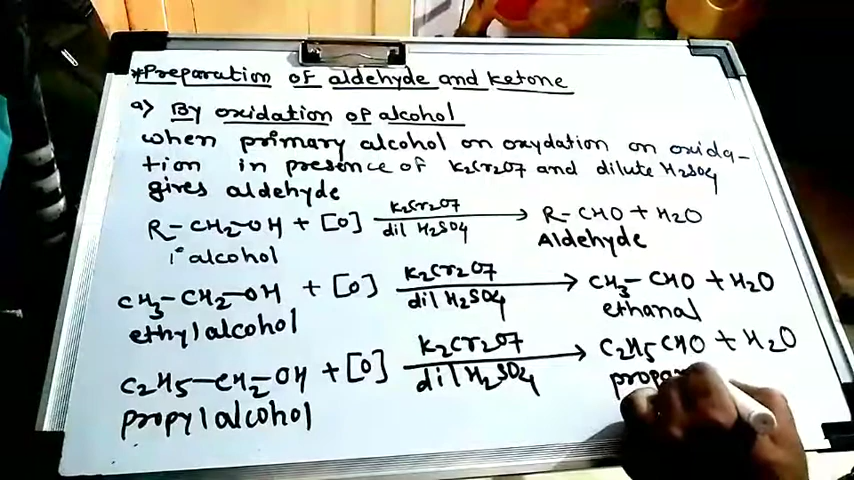 *Preparation of aldehyde and ketone
a> By oxidation of alcohol
when primary alcohol on oxydation on oxida-
tion in presence of K2Cr2O7 and dilute H2SO4
gives aldehyde
R-CH2-OH + [O] K2Cr2O7 dil H2SO4 → R-CHO + H2O
1° alcohol Aldehyde
CH3-CH2-OH + [O] K2Cr2O7 dil H2SO4 → CH3-CHO + H2O
ethyl alcohol ethanal
C2H5-CH2-OH + [O] K2Cr2O7 dil H2SO4 → C2H5CHO + H2O
propyl alcohol